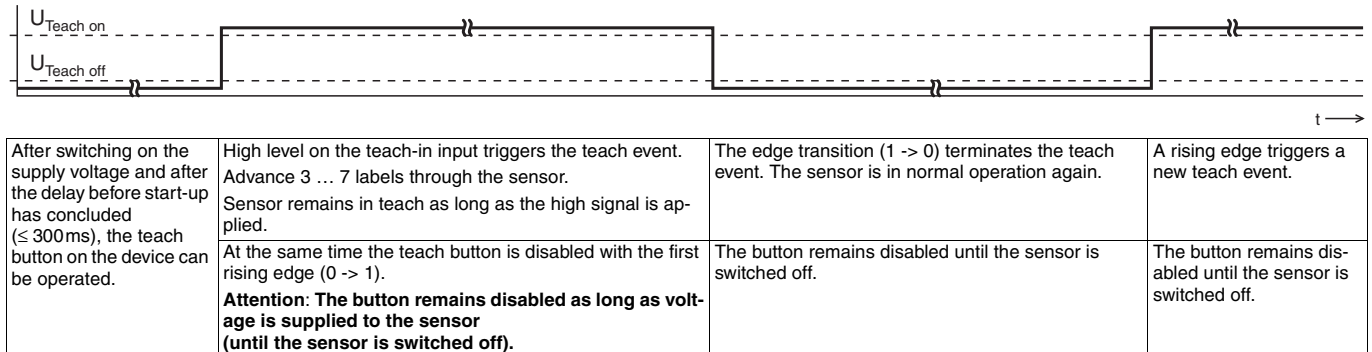 U Teach on
U Teach off
t
After switching on the
supply voltage and after
the delay before start-up
has concluded
(≤ 300ms), the teach
button on the device can
be operated.
High level on the teach-in input triggers the teach event.
Advance 3 … 7 labels through the sensor.
Sensor remains in teach as long as the high signal is ap-
plied.
The edge transition (1 -> 0) terminates the teach
event. The sensor is in normal operation again.
A rising edge triggers a
new teach event.
At the same time the teach button is disabled with the first
rising edge (0 -> 1).
Attention: The button remains disabled as long as volt-
age is supplied to the sensor
(until the sensor is switched off).
The button remains disabled until the sensor is
switched off.
The button remains dis-
abled until the sensor is
switched off.